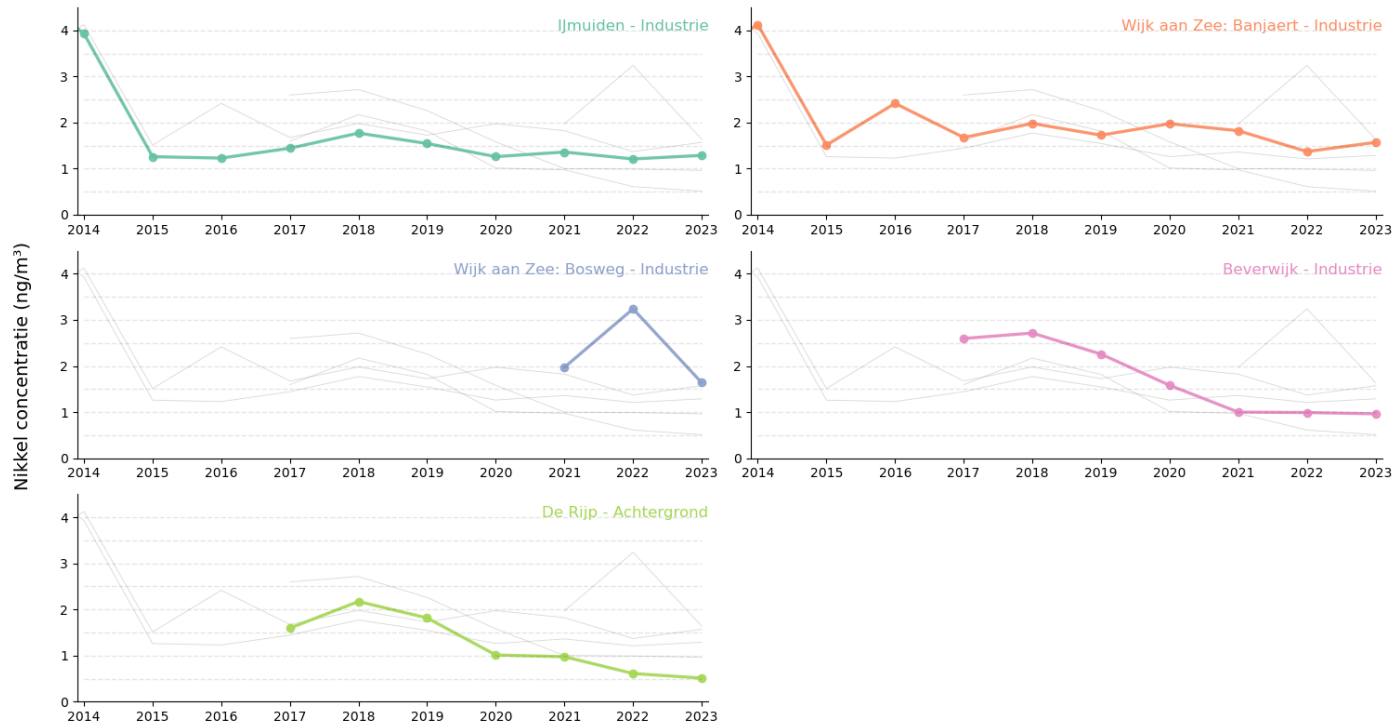 IJmuiden - Industrie
4
3
2
1
0
2014 2015 2016 2017 2018 2019 2020 2021 2022 2023
Wijk aan Zee: Banjaert - Industrie
4
3
2
1
0
2014 2015 2016 2017 2018 2019 2020 2021 2022 2023
Nikkel concentratie (ng/m³)
Wijk aan Zee: Bosweg - Industrie
4
3
2
1
0
2014 2015 2016 2017 2018 2019 2020 2021 2022 2023
Beverwijk - Industrie
4
3
2
1
0
2014 2015 2016 2017 2018 2019 2020 2021 2022 2023
De Rijp - Achtergrond
4
3
2
1
0
2014 2015 2016 2017 2018 2019 2020 2021 2022 2023